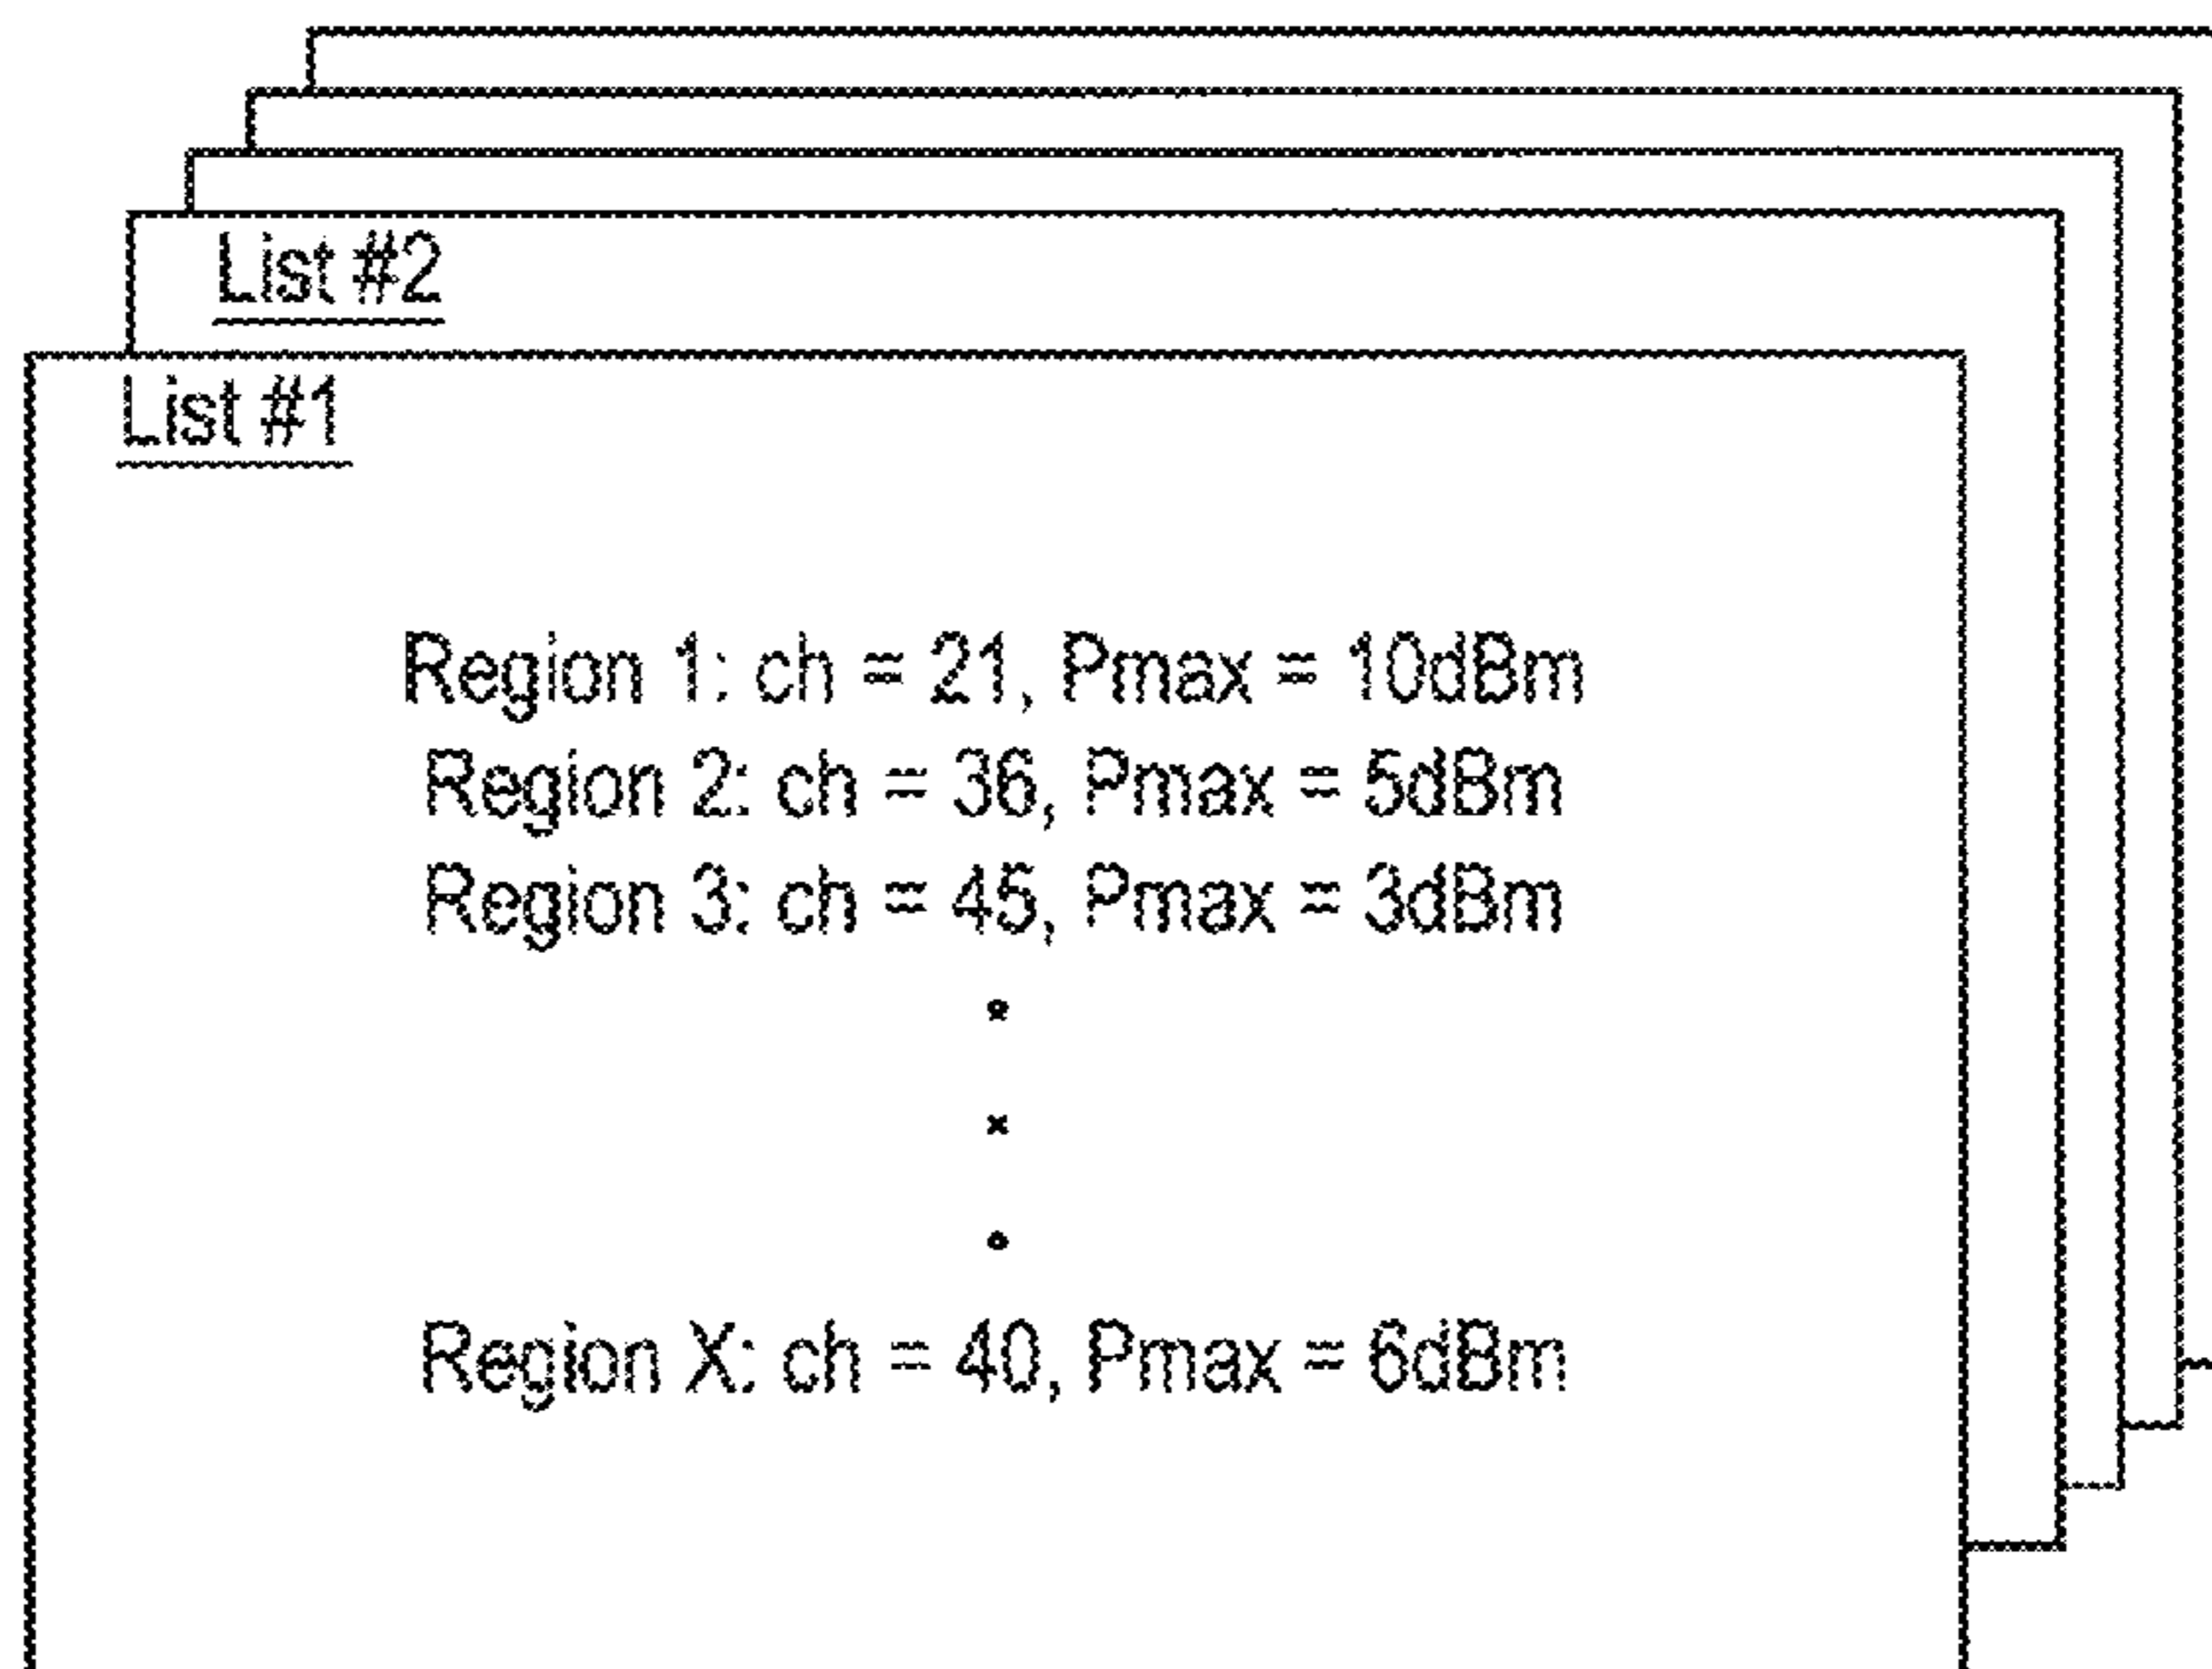 List #2
List #1
Region 1: ch = 21, Pmax = 10dBm
Region 2: ch = 36, Pmax = 5dBm
Region 3: ch = 45, Pmax = 3dBm
Region X: ch = 40, Pmax = 6dBm